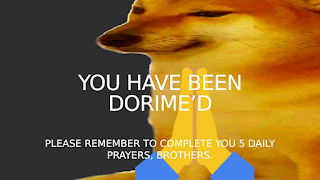 YOU HAVE BEEN
DORIME’D
PLEASE REMEMBER TO COMPLETE YOU 5 DAILY
PRAYERS, BROTHERS.